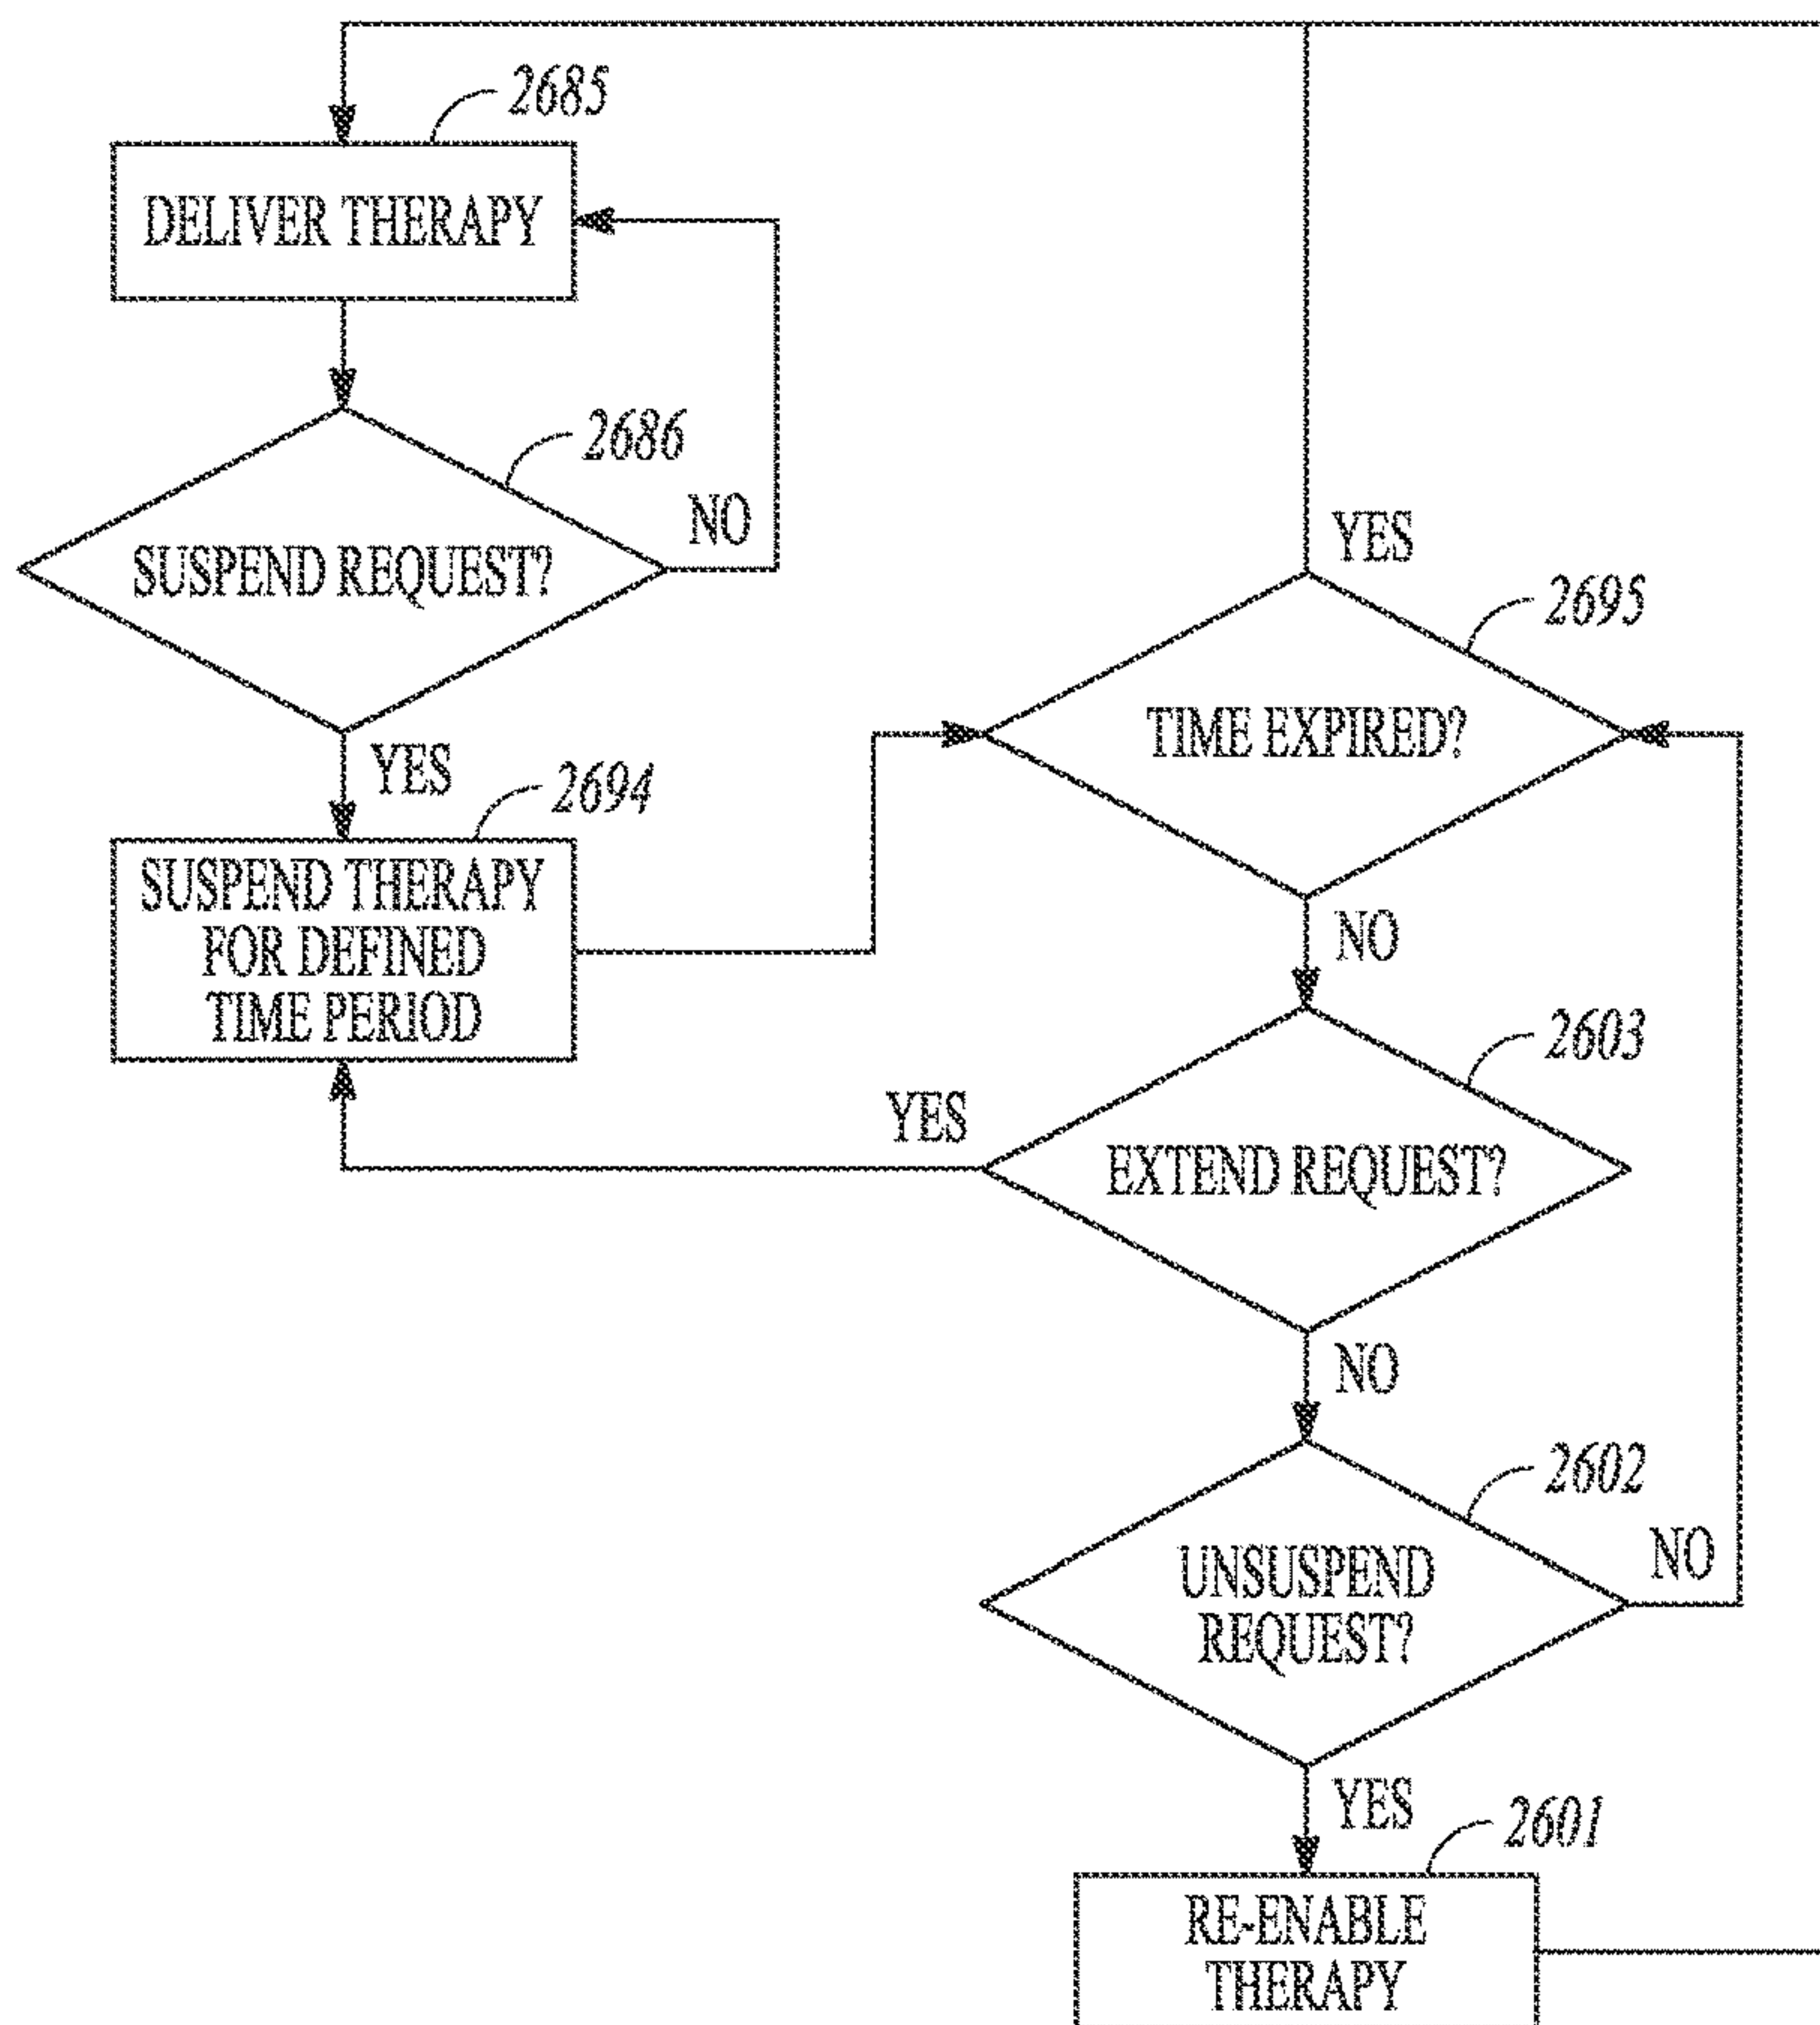 2685
DELIVER THERAPY
2686
SUSPEND REQUEST?
NO
YES
2694
SUSPEND THERAPY
FOR DEFINED
TIME PERIOD
YES
2695
TIME EXPIRED?
NO
2603
YES
EXTEND REQUEST?
NO
2602
UNSUSPEND
REQUEST?
NO
YES
2601
RE-ENABLE
THERAPY